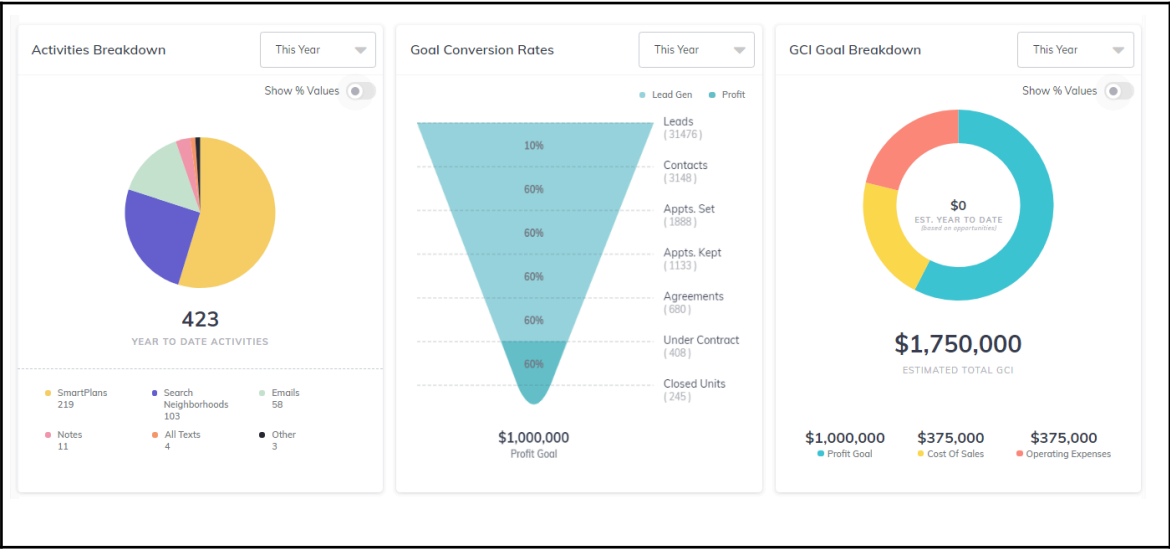 Activities Breakdown
This Year
Show % Values
423
YEAR TO DATE ACTIVITIES
SmartPlans
219
Search
Neighborhoods
103
Emails
58
Notes
11
All Texts
4
Other
3
Goal Conversion Rates
This Year
Lead Gen
Profit
10%
60%
60%
60%
60%
60%
Leads
( 31476 )
Contacts
( 3148 )
Appts. Set
( 1888 )
Appts. Kept
( 1133 )
Agreements
( 680 )
Under Contract
( 408 )
Closed Units
( 245 )
$1,000,000
Profit Goal
GCI Goal Breakdown
This Year
Show % Values
$0
EST. YEAR TO DATE
(based on opportunities)
$1,750,000
ESTIMATED TOTAL GCI
$1,000,000
Profit Goal
$375,000
Cost Of Sales
$375,000
Operating Expenses